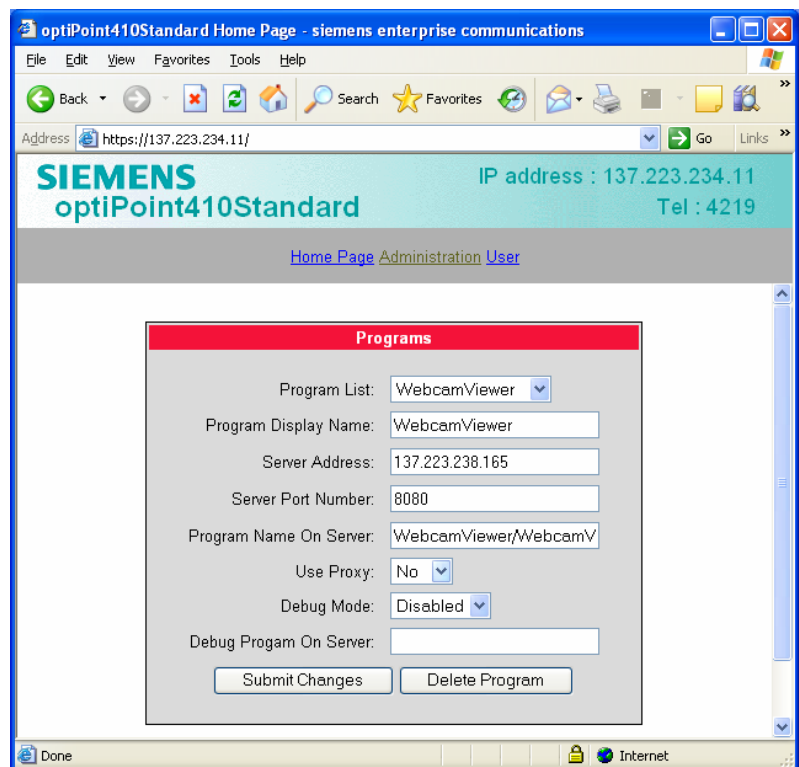 optiPoint410Standard Home Page - siemens enterprise communications
File Edit View Favorites Tools Help
Back Search Favorites »
Address https://137.223.234.11/ Go Links »
SIEMENS IP address : 137.223.234.11
optiPoint410Standard Tel : 4219
Home Page Administration User
Programs
Program List: WebcamViewer
Program Display Name: WebcamViewer
Server Address: 137.223.238.165
Server Port Number: 8080
Program Name On Server: WebcamViewer/WebcamV
Use Proxy: No
Debug Mode: Disabled
Debug Progam On Server:
Submit Changes Delete Program
Done Internet